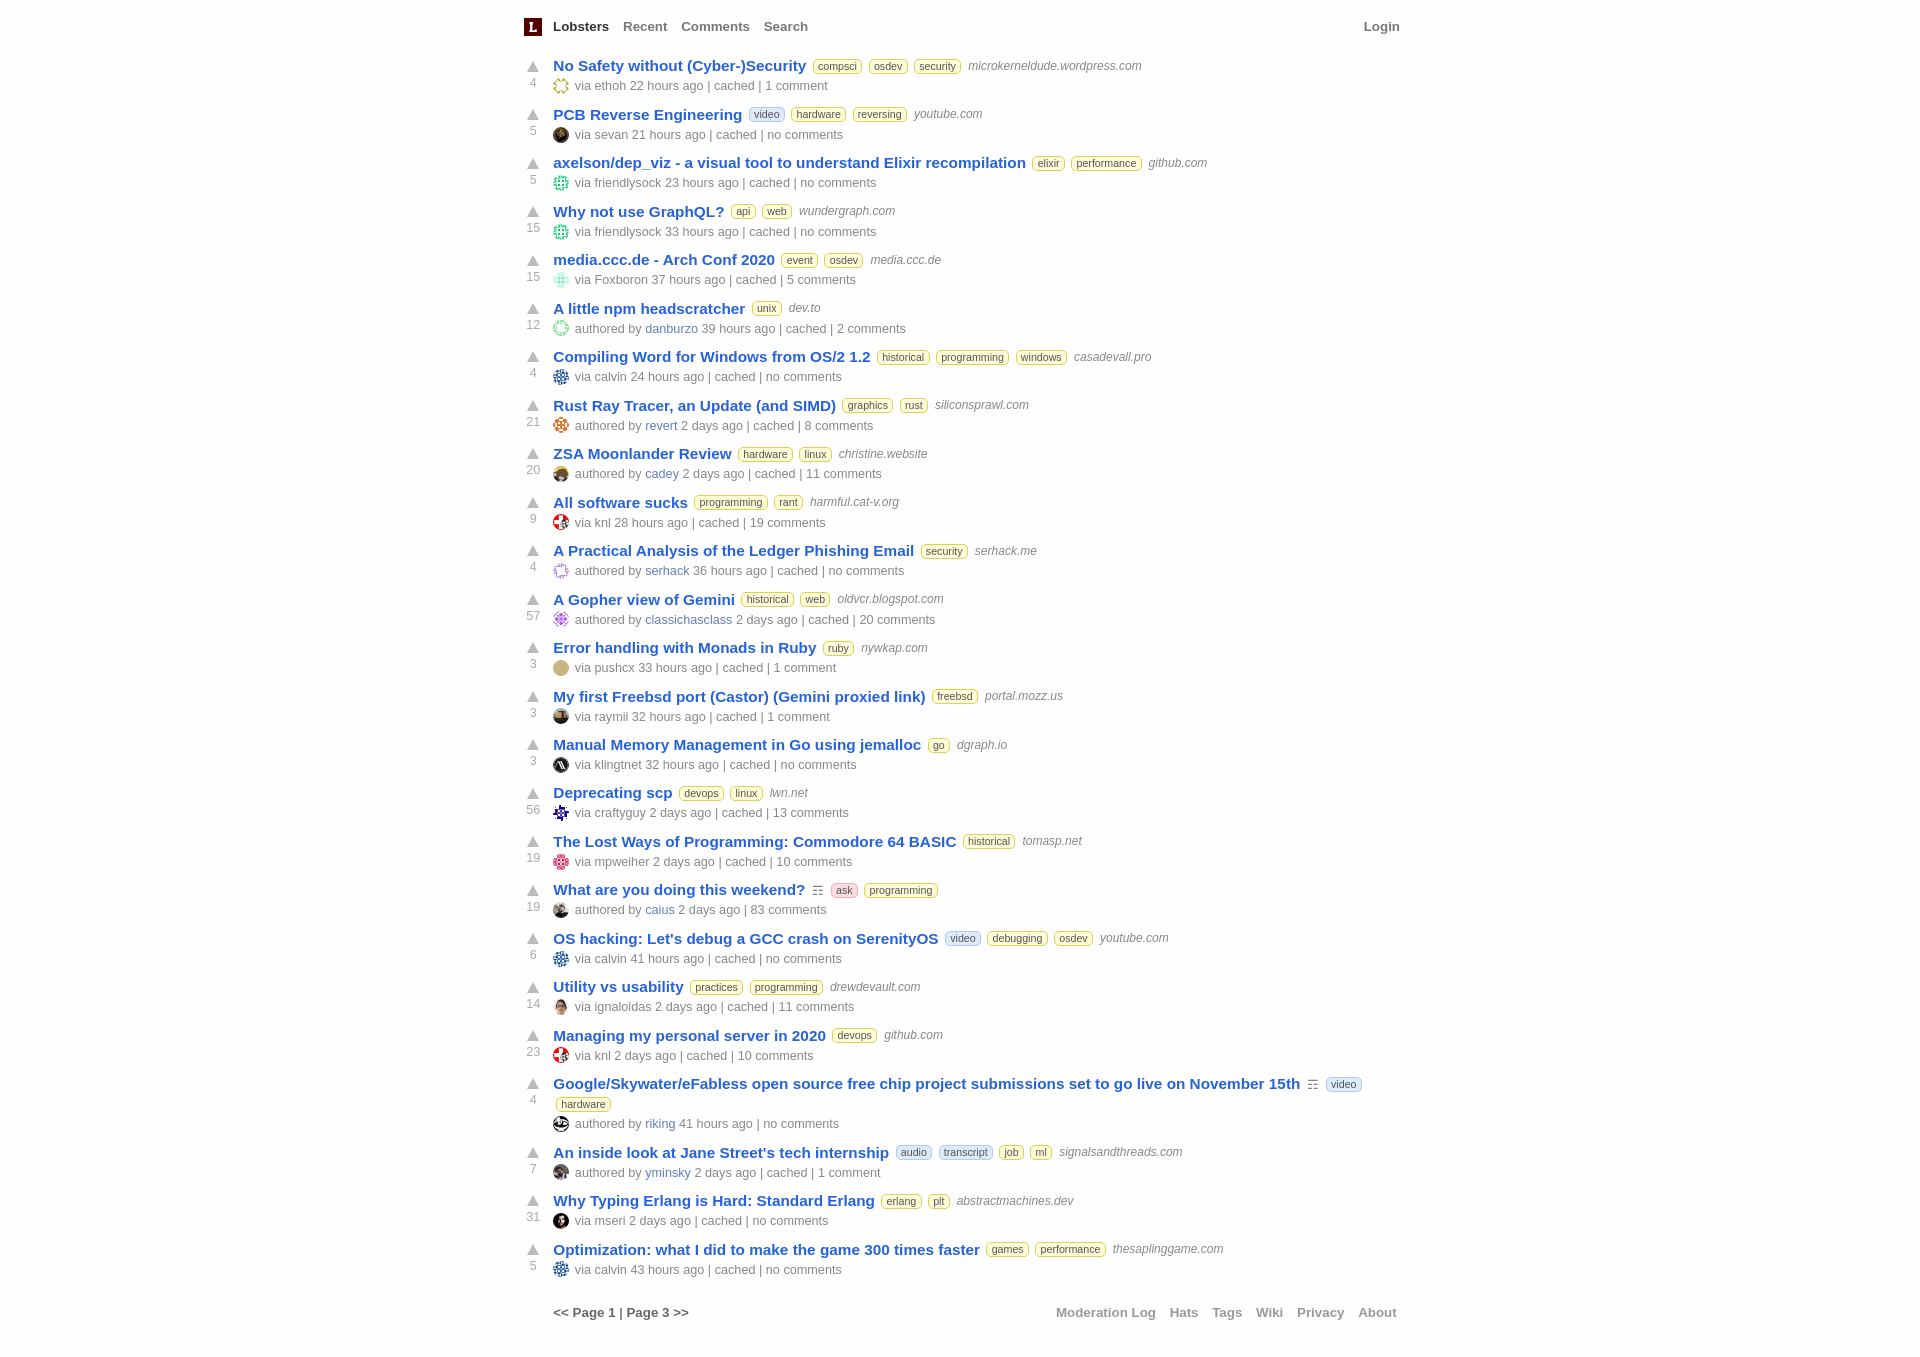 L Lobsters Recent Comments Search Login
No Safety without (Cyber-)Security compsci osdev security microkerneldude.wordpress.com
4
via ethoh 22 hours ago | cached | 1 comment
PCB Reverse Engineering video hardware reversing youtube.com
5
via sevan 21 hours ago | cached | no comments
axelson/dep_viz - a visual tool to understand Elixir recompilation elixir performance github.com
5
via friendlysock 23 hours ago | cached | no comments
Why not use GraphQL? api web wundergraph.com
15
via friendlysock 33 hours ago | cached | no comments
media.ccc.de - Arch Conf 2020 event osdev media.ccc.de
15
via Foxboron 37 hours ago | cached | 5 comments
A little npm headscratcher unix dev.to
12
authored by danburzo 39 hours ago | cached | 2 comments
Compiling Word for Windows from OS/2 1.2 historical programming windows casadevall.pro
4
via calvin 24 hours ago | cached | no comments
Rust Ray Tracer, an Update (and SIMD) graphics rust siliconsprawl.com
21
authored by revert 2 days ago | cached | 8 comments
ZSA Moonlander Review hardware linux christine.website
20
authored by cadey 2 days ago | cached | 11 comments
All software sucks programming rant harmful.cat-v.org
9
via knl 28 hours ago | cached | 19 comments
A Practical Analysis of the Ledger Phishing Email security serhack.me
4
authored by serhack 36 hours ago | cached | no comments
A Gopher view of Gemini historical web oldvcr.blogspot.com
57
authored by classichasclass 2 days ago | cached | 20 comments
Error handling with Monads in Ruby ruby nywkap.com
3
via pushcx 33 hours ago | cached | 1 comment
My first Freebsd port (Castor) (Gemini proxied link) freebsd portal.mozz.us
3
via raymii 32 hours ago | cached | 1 comment
Manual Memory Management in Go using jemalloc go dgraph.io
3
via klingtnet 32 hours ago | cached | no comments
Deprecating scp devops linux lwn.net
56
via craftyguy 2 days ago | cached | 13 comments
The Lost Ways of Programming: Commodore 64 BASIC historical tomasp.net
19
via mpweiher 2 days ago | cached | 10 comments
What are you doing this weekend? ☶ ask programming
19
authored by caius 2 days ago | 83 comments
OS hacking: Let's debug a GCC crash on SerenityOS video debugging osdev youtube.com
6
via calvin 41 hours ago | cached | no comments
Utility vs usability practices programming drewdevault.com
14
via ignaloidas 2 days ago | cached | 11 comments
Managing my personal server in 2020 devops github.com
23
via knl 2 days ago | cached | 10 comments
Google/Skywater/eFabless open source free chip project submissions set to go live on November 15th ☶ video
4
hardware
authored by riking 41 hours ago | no comments
An inside look at Jane Street's tech internship audio transcript job ml signalsandthreads.com
7
authored by yminsky 2 days ago | cached | 1 comment
Why Typing Erlang is Hard: Standard Erlang erlang plt abstractmachines.dev
31
via mseri 2 days ago | cached | no comments
Optimization: what I did to make the game 300 times faster games performance thesaplinggame.com
5
via calvin 43 hours ago | cached | no comments
<< Page 1 | Page 3 >> Moderation Log Hats Tags Wiki Privacy About